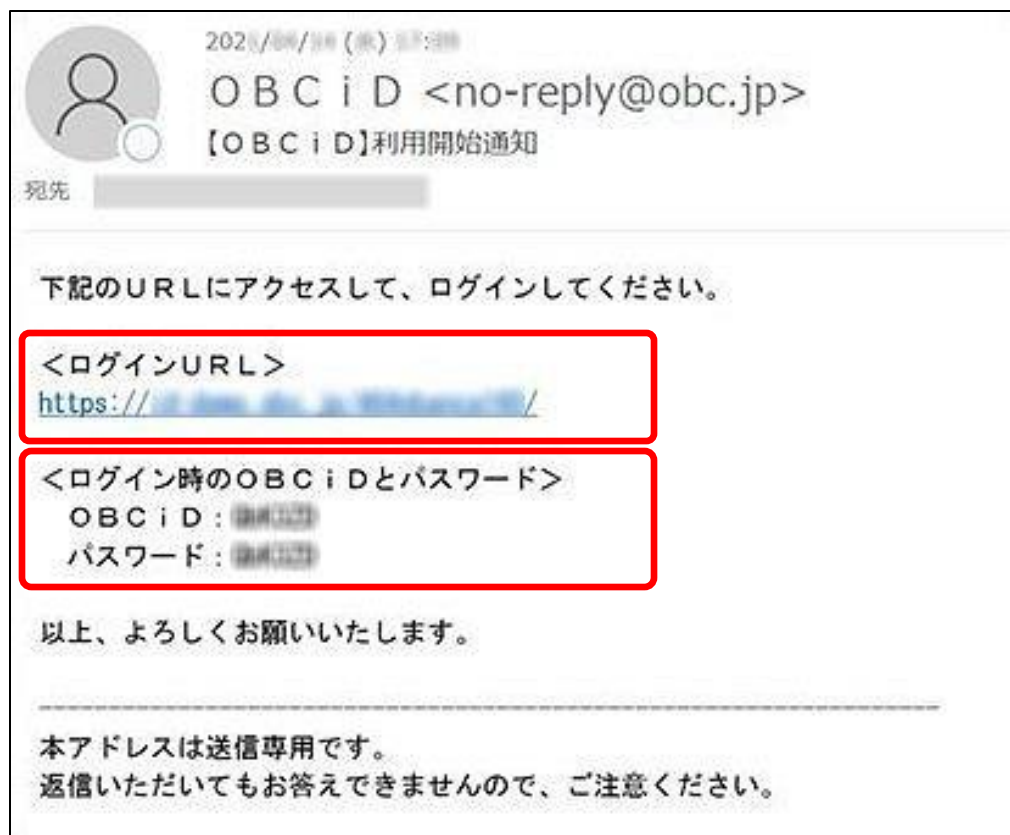 ＯＢＣｉＤ <no-reply@obc.jp>
【ＯＢＣｉＤ】利用開始通知
宛先
下記のＵＲＬにアクセスして、ログインしてください。
＜ログインＵＲＬ＞
https://
＜ログイン時のＯＢＣｉＤとパスワード＞
ＯＢＣｉＤ：
パスワード：
以上、よろしくお願いいたします。
本アドレスは送信専用です。
返信いただいてもお答えできませんので、ご注意ください。